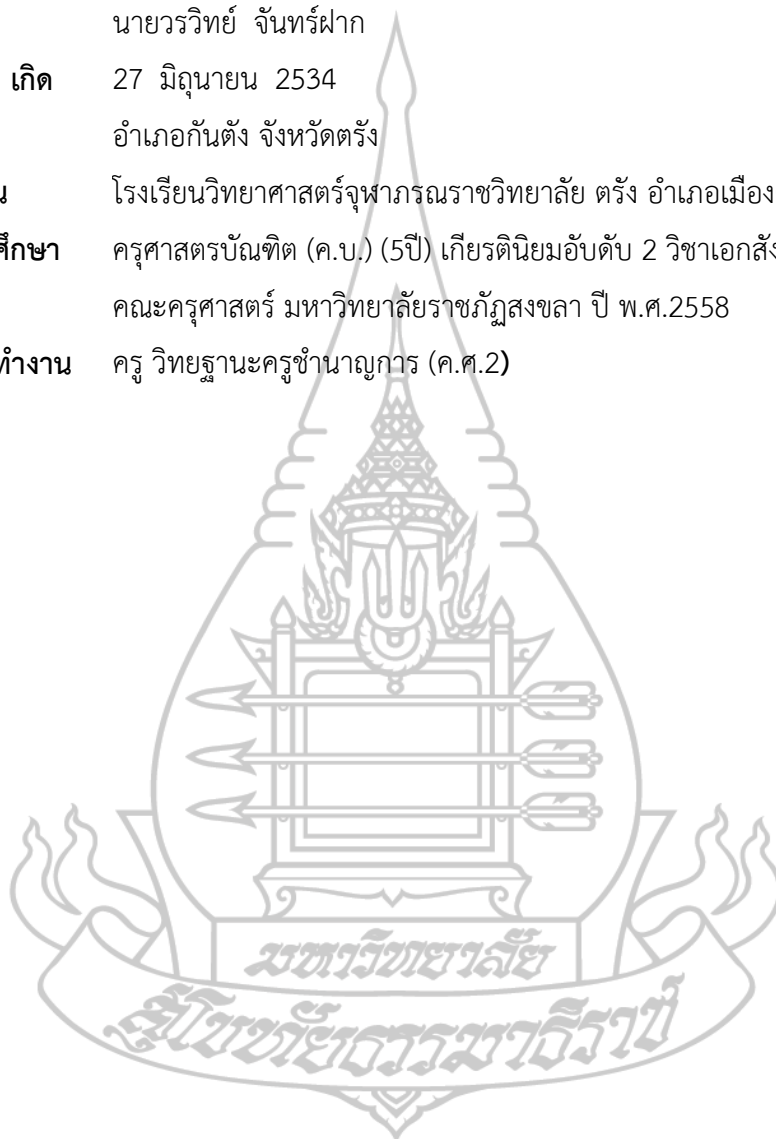 นายวรวิทย์ จันทร์ฝาก
เกิด 27 มิถุนายน 2534
อำเภอกันตัง จังหวัดตรัง
น โรงเรียนวิทยาศาสตร์จุฬาภรณราชวิทยาลัย ตรัง อำเภอเมือง
ศึกษา ครุศาสตรบัณฑิต (ค.บ.) (5ปี) เกียรตินิยมอับดับ 2 วิชาเอกสัง
คณะครุศาสตร์ มหาวิทยาลัยราชภัฏสงขลา ปี พ.ศ.2558
ทำงาน ครู วิทยฐานะครูชำนาญการ (ค.ศ.2)
มหาวิทยาลัย
สุโขทัยธรรมาธิราช